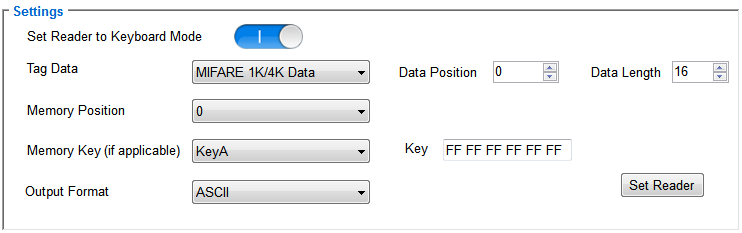 Settings
Set Reader to Keyboard Mode
Tag Data MIFARE 1K/4K Data Data Position 0 Data Length 16
Memory Position 0
Memory Key (if applicable) KeyA Key FF FF FF FF FF FF
Output Format ASCII Set Reader